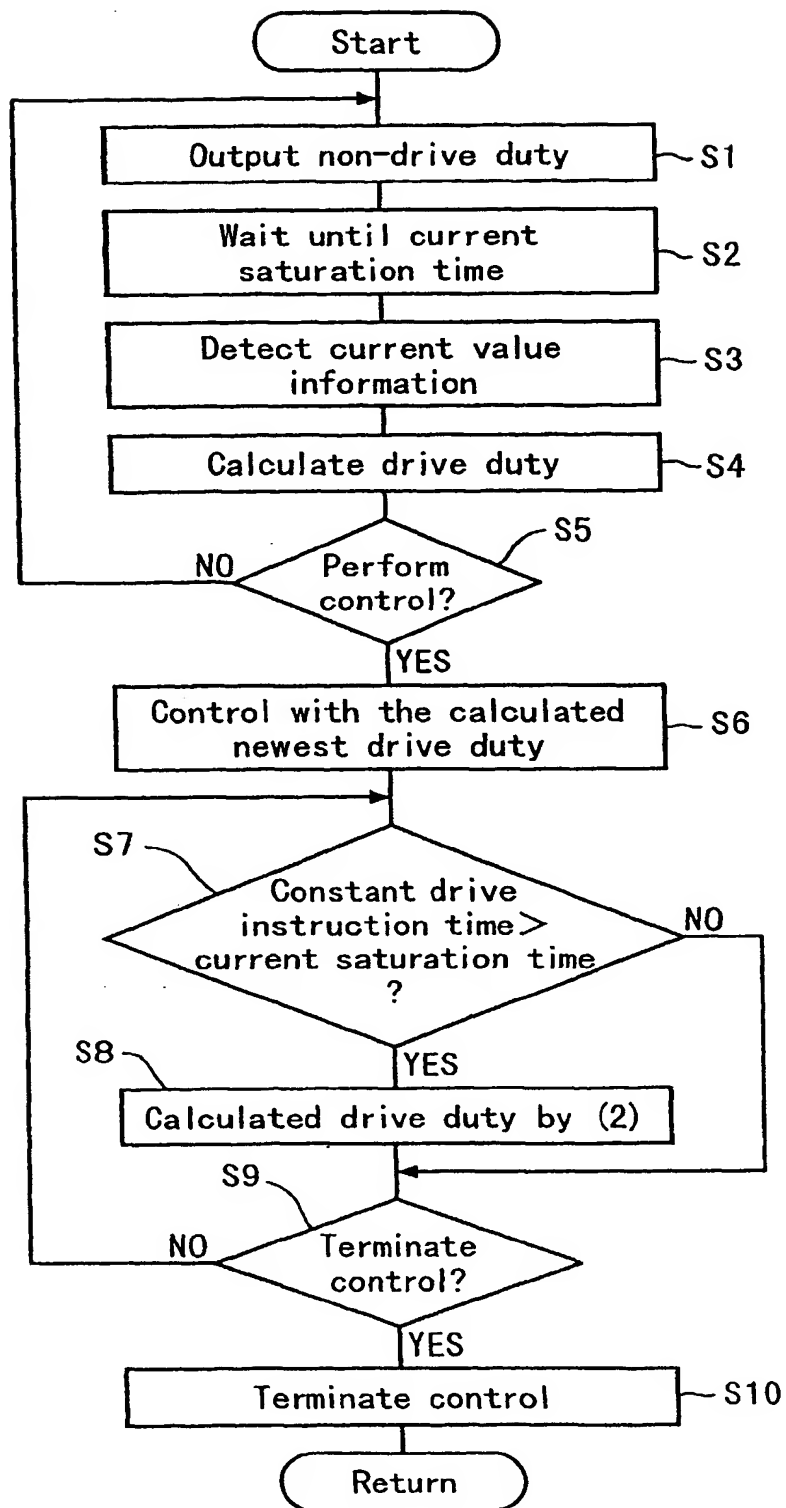 Start
Output non-drive duty
S1
Wait until current
saturation time
S2
Detect current value
information
S3
Calculate drive duty
S4
S5
NO
Perform
control?
YES
Control with the calculated
newest drive duty
S6
S7
Constant drive
instruction time>
current saturation time
?
NO
YES
S8
Calculated drive duty by (2)
S9
NO
Terminate
control?
YES
Terminate control
S10
Return